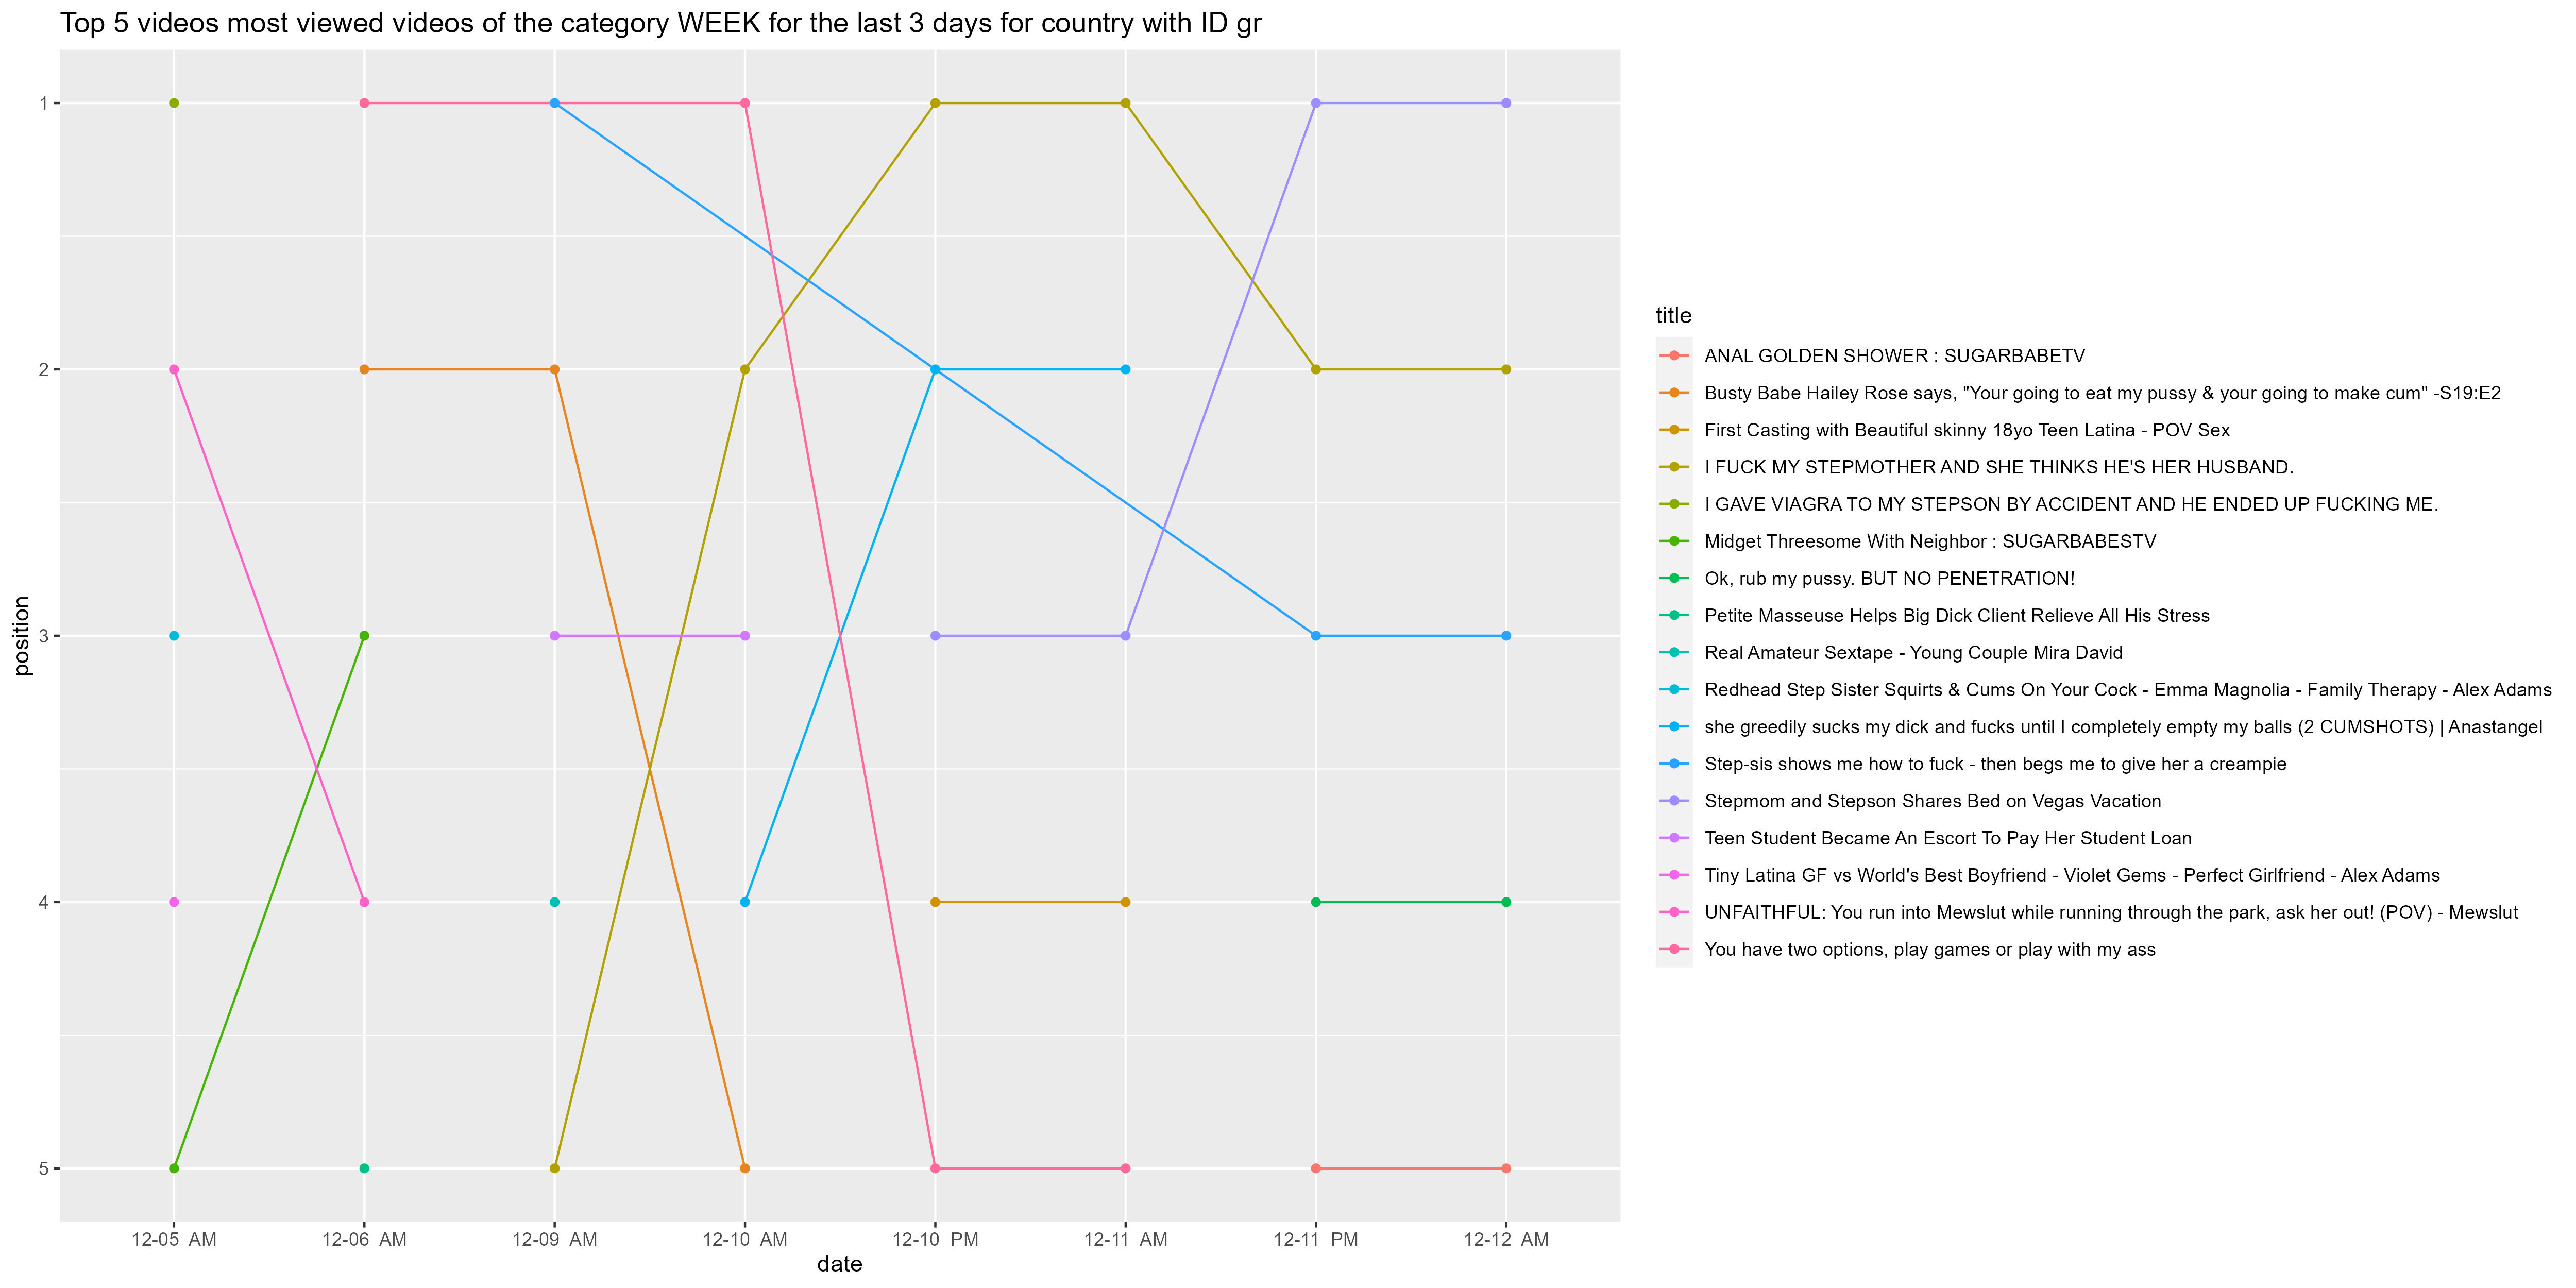 Top 5 videos most viewed videos of the category WEEK for the last 3 days for country with ID gr
position
1
2
3
4
5
12-05 AM
12-06 AM
12-09 AM
12-10 AM
12-10 PM
12-11 AM
12-11 PM
12-12 AM
date
title
ANAL GOLDEN SHOWER : SUGARBABETV
Busty Babe Hailey Rose says, "Your going to eat my pussy & your going to make cum" -S19:E2
First Casting with Beautiful skinny 18yo Teen Latina - POV Sex
I FUCK MY STEPMOTHER AND SHE THINKS HE'S HER HUSBAND.
I GAVE VIAGRA TO MY STEPSON BY ACCIDENT AND HE ENDED UP FUCKING ME.
Midget Threesome With Neighbor : SUGARBABESTV
Ok, rub my pussy. BUT NO PENETRATION!
Petite Masseuse Helps Big Dick Client Relieve All His Stress
Real Amateur Sextape - Young Couple Mira David
Redhead Step Sister Squirts & Cums On Your Cock - Emma Magnolia - Family Therapy - Alex Adams
she greedily sucks my dick and fucks until I completely empty my balls (2 CUMSHOTS) | Anastangel
Step-sis shows me how to fuck - then begs me to give her a creampie
Stepmom and Stepson Shares Bed on Vegas Vacation
Teen Student Became An Escort To Pay Her Student Loan
Tiny Latina GF vs World's Best Boyfriend - Violet Gems - Perfect Girlfriend - Alex Adams
UNFAITHFUL: You run into Mewslut while running through the park, ask her out! (POV) - Mewslut
You have two options, play games or play with my ass